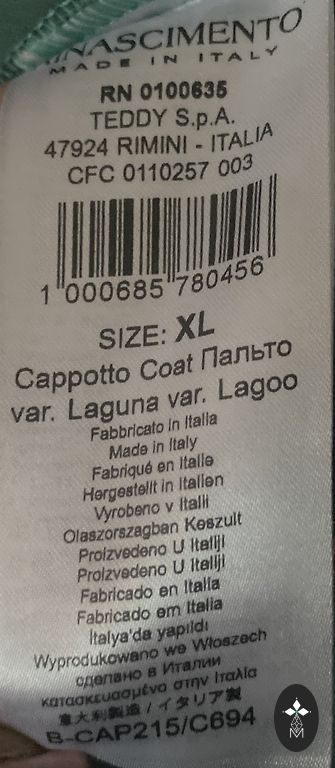 RINASCIMENTO
MADE IN ITALY
RN 0100635
TEDDY S.p.A.
47924 RIMINI - ITALIA
CFC 0110257 003
1 000685 780456
SIZE: XL
Cappotto Coat Пальто
var. Laguna var. Lagoo
Fabbricato in Italia
Made in Italy
Fabriqué en Italie
Hergestellt in Italien
Vyrobeno v Italii
Olaszorszagban Keszult
Proizvedeno U Italiji
Proizvedeno U Italiji
Fabricado en Italia
Fabricado em Italia
İtalya'da yapıldı
Wyprodukowano we Włoszech
сделано в Италии
κατασκευασμένο στην Ιταλία
意大利製造 / イタリア製
B-CAP215/C694
M